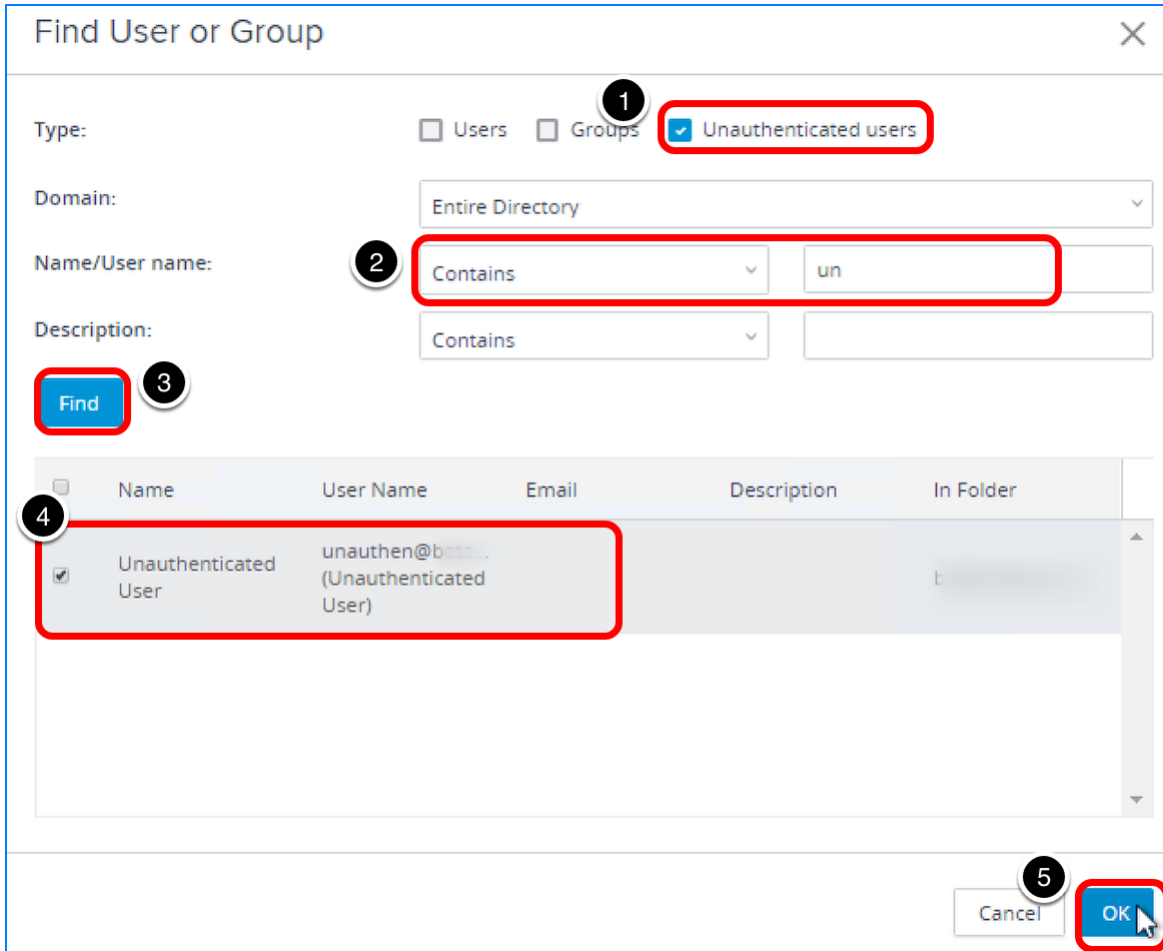 Find User or Group
1
Type: Users Groups Unauthenticated users
Domain: Entire Directory
2
Name/User name: Contains un
Description: Contains
3
Find
Name User Name Email Description In Folder
4
Unauthenticated
User
unauthen@
(Unauthenticated
User)
5
Cancel OK